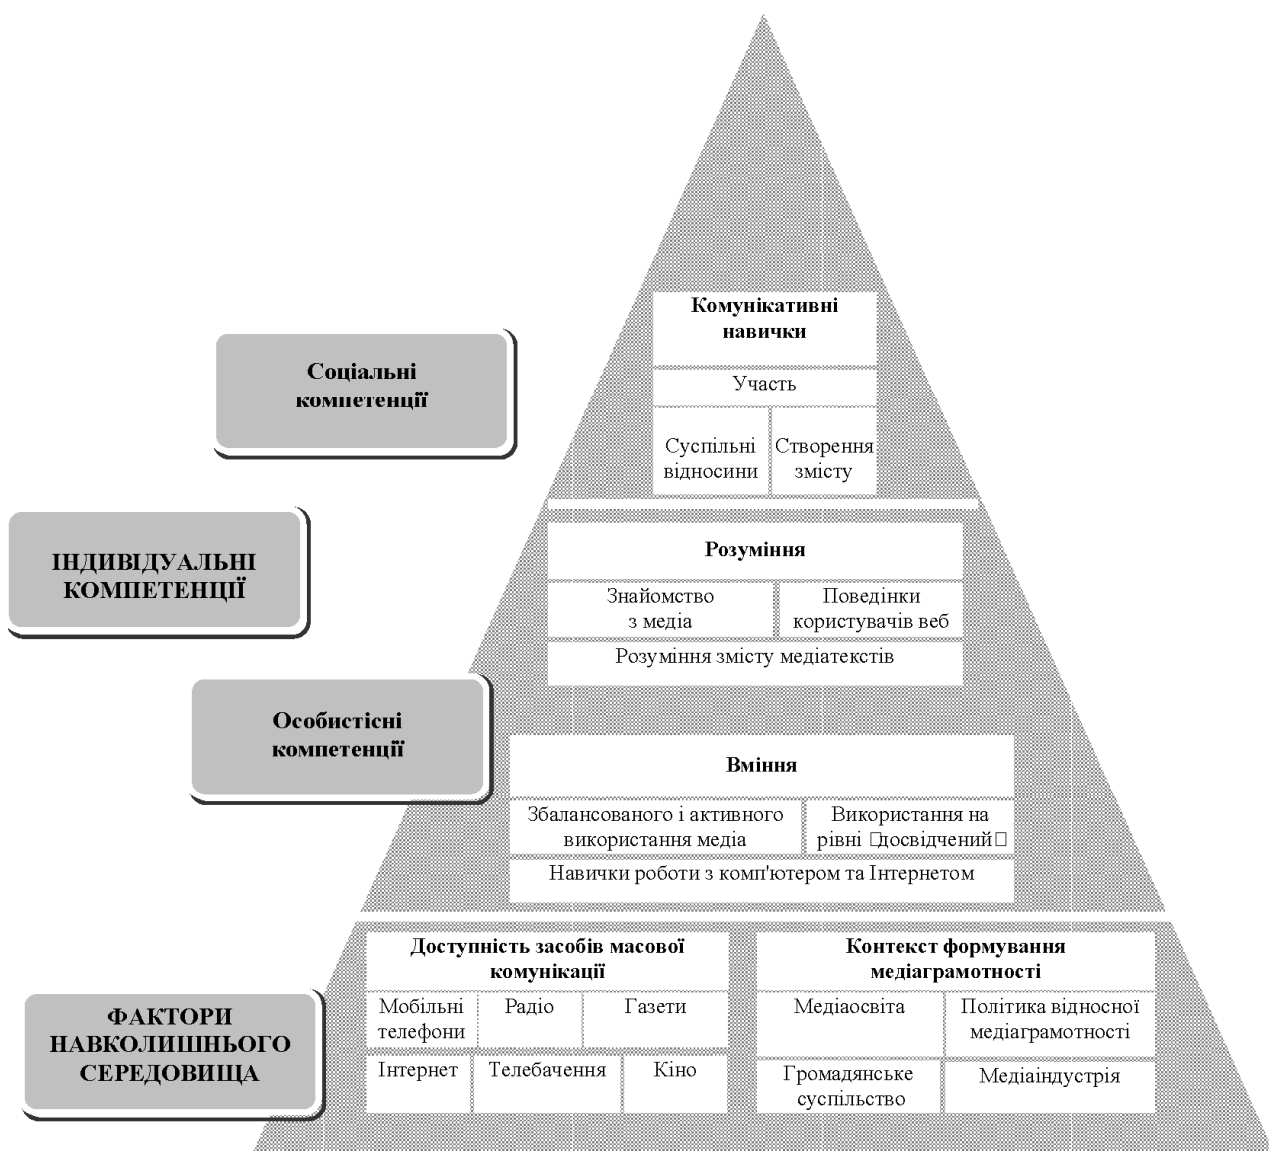 Комунікативні
навички
Соціальні
компетенції
Участь
Суспільні
відносини
Створення
змісту
ІНДИВІДУАЛЬНІ
КОМПЕТЕНЦІЇ
Розуміння
Знайомство
з медіа
Поведінки
користувачів веб
Розуміння змісту медіатекстів
Особистісні
компетенції
Вміння
Збалансованого і активного
використання медіа
Використання на
рівні □досвідчений□
Навички роботи з комп'ютером та Інтернетом
Доступність засобів масової
комунікації
Контекст формування
медіаграмотності
ФАКТОРИ
НАВКОЛИШНЬОГО
СЕРЕДОВИЩА
Мобільні
телефони
Радіо
Газети
Інтернет
Телебачення
Кіно
Медіаосвіта
Політика відносної
медіаграмотності
Громадянське
суспільство
Медіаіндустрія